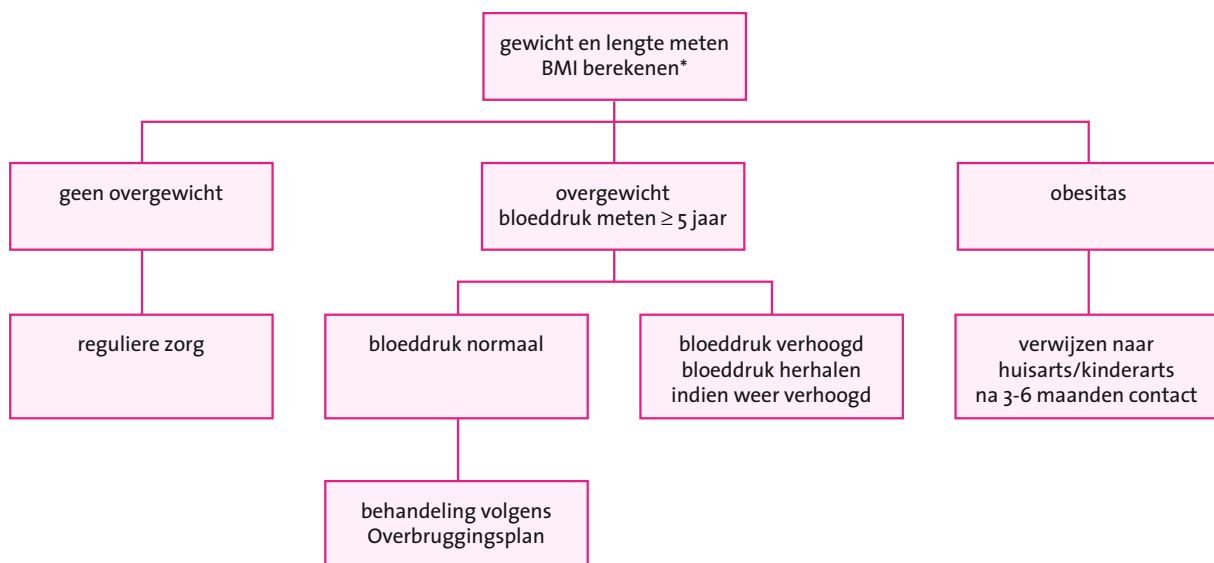 gewicht en lengte meten
BMI berekenen*
geen overgewicht
overgewicht
bloeddruk meten ≥ 5 jaar
obesitas
reguliere zorg
bloeddruk normaal
bloeddruk verhoogd
bloeddruk herhalen
indien weer verhoogd
verwijzen naar
huisarts/kinderarts
na 3-6 maanden contact
behandeling volgens
Overbruggingsplan